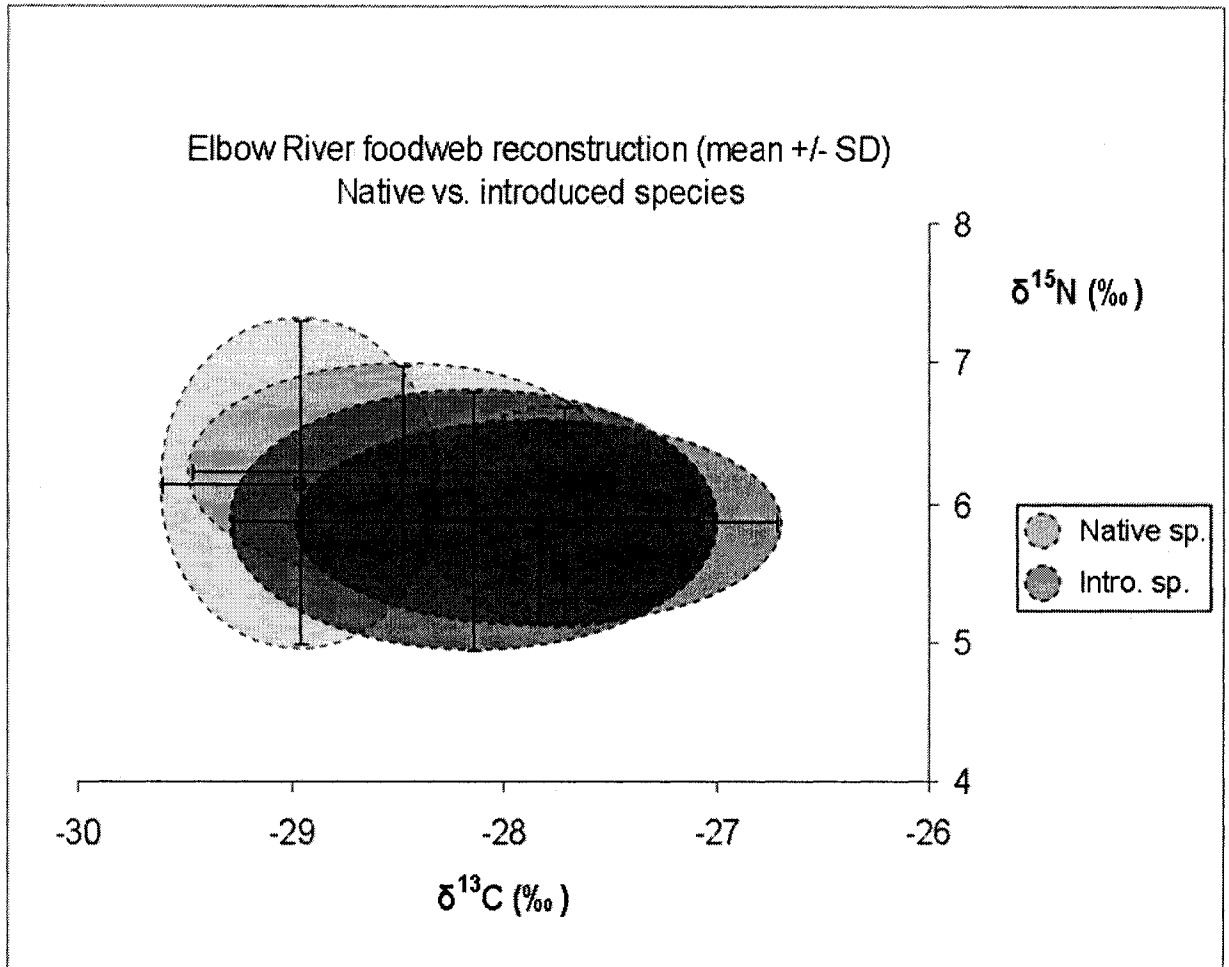 Elbow River foodweb reconstruction (mean +/- SD)
Native vs. introduced species
8
δ¹⁵N (‰)
7
6
Native sp.
Intro. sp.
5
4
-30 -29 -28 -27 -26
δ¹³C (‰)